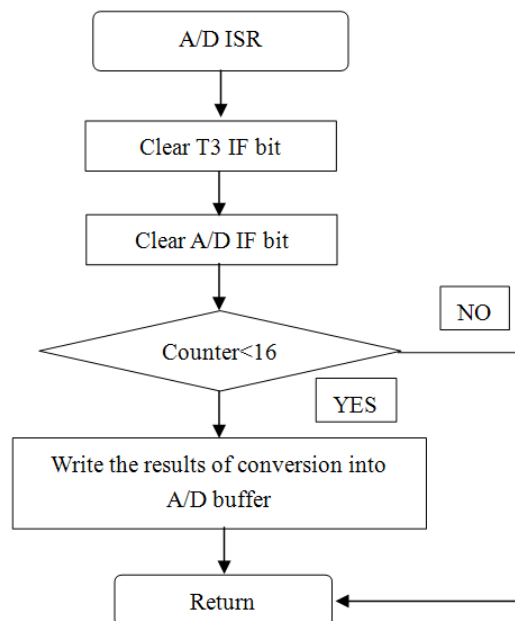 A/D ISR
Clear T3 IF bit
Clear A/D IF bit
NO
Counter<16
YES
Write the results of conversion into
A/D buffer
Return